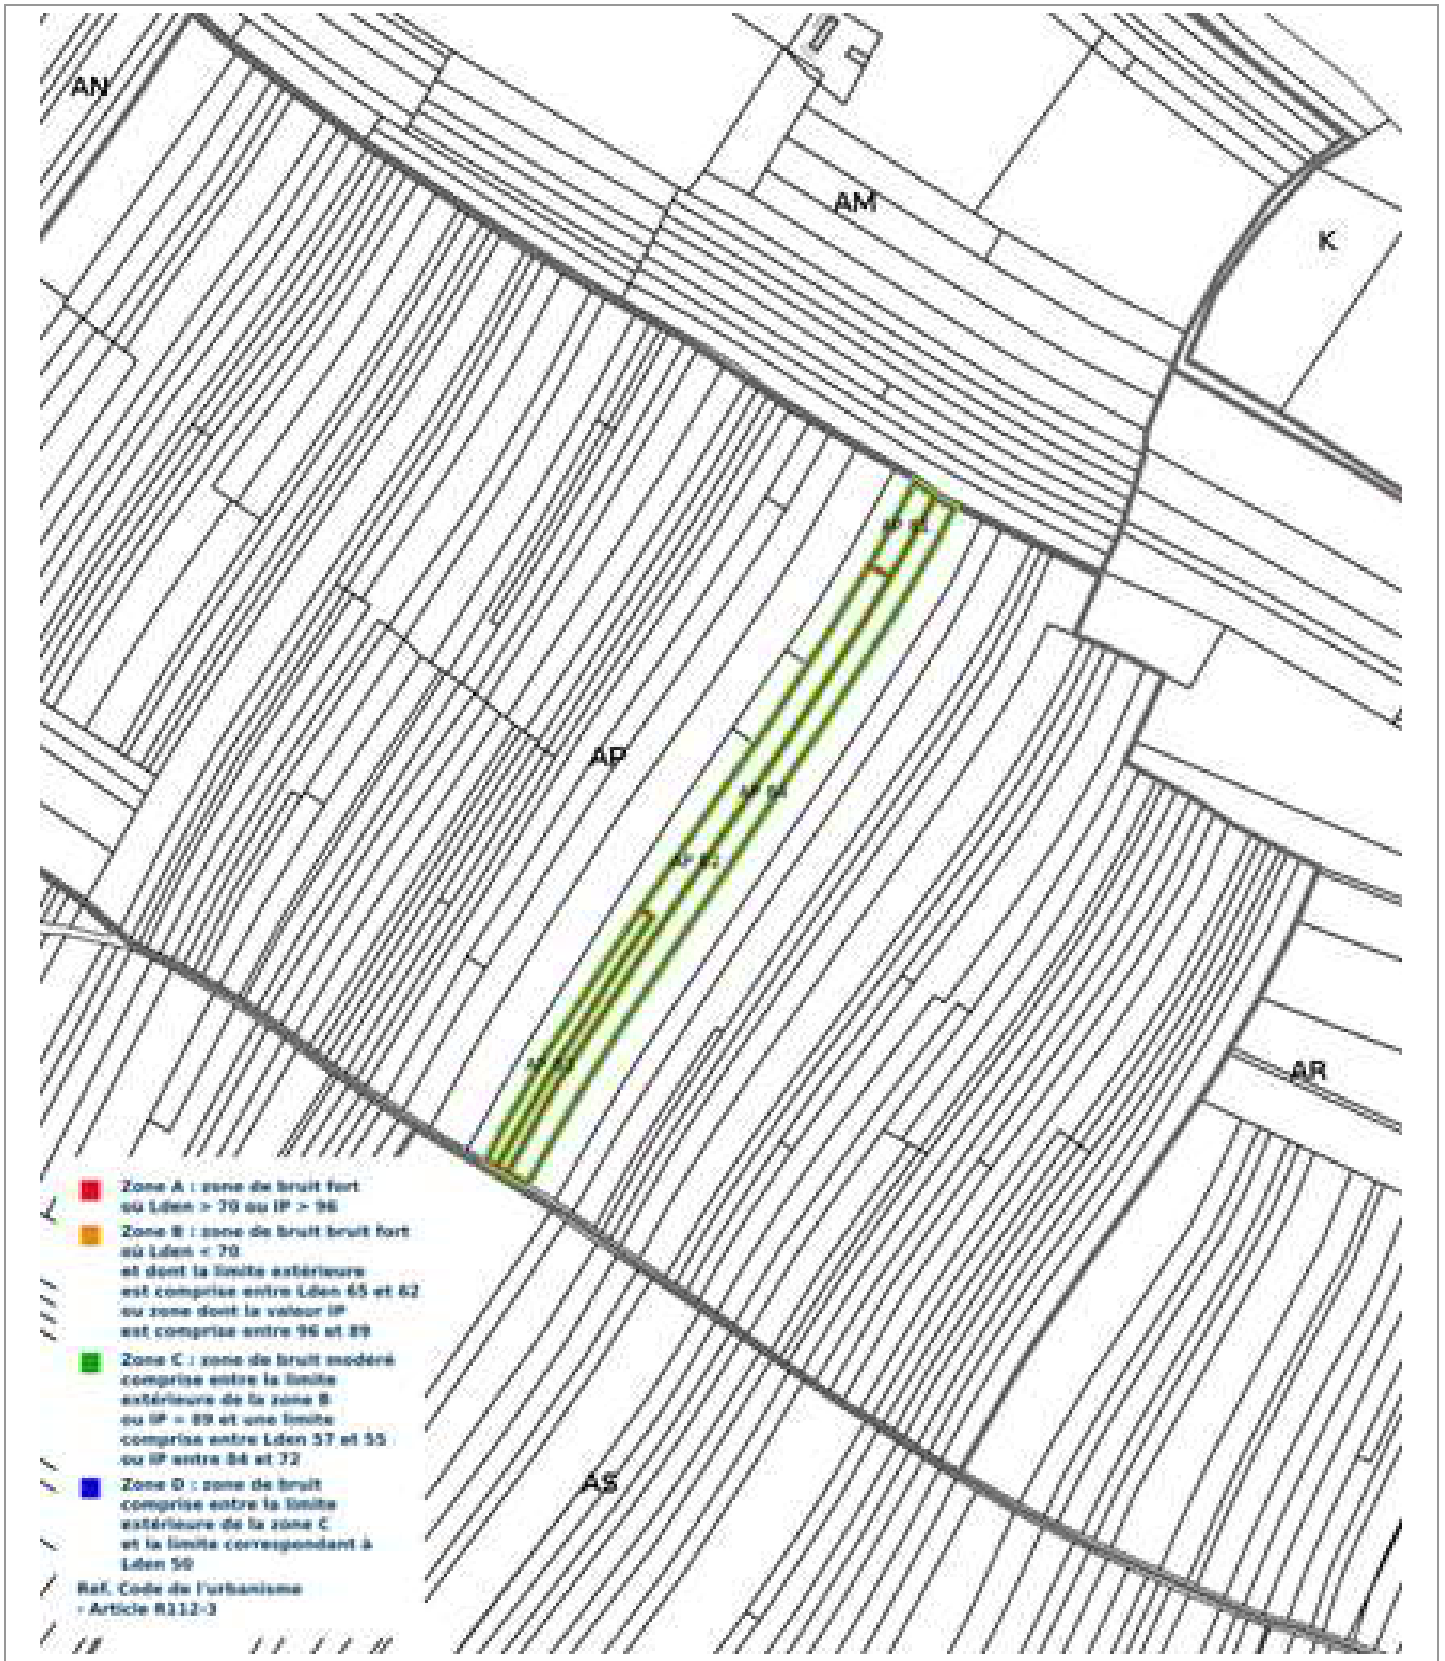 AN
AM
K
AP
AR
AS
Zone A : zone de bruit fort
où Lden > 70 ou IP > 96
Zone B : zone de bruit bruit fort
où Lden < 70
et dont la limite extérieure
est comprise entre Lden 65 et 62
ou zone dont la valeur IP
est comprise entre 96 et 89
Zone C : zone de bruit modéré
comprise entre la limite
extérieure de la zone B
ou IP = 89 et une limite
comprise entre Lden 57 et 55
ou IP entre 84 et 72
Zone D : zone de bruit
comprise entre la limite
extérieure de la zone C
et la limite correspondant à
Lden 50
Ref. Code de l'urbanisme
- Article R112-3